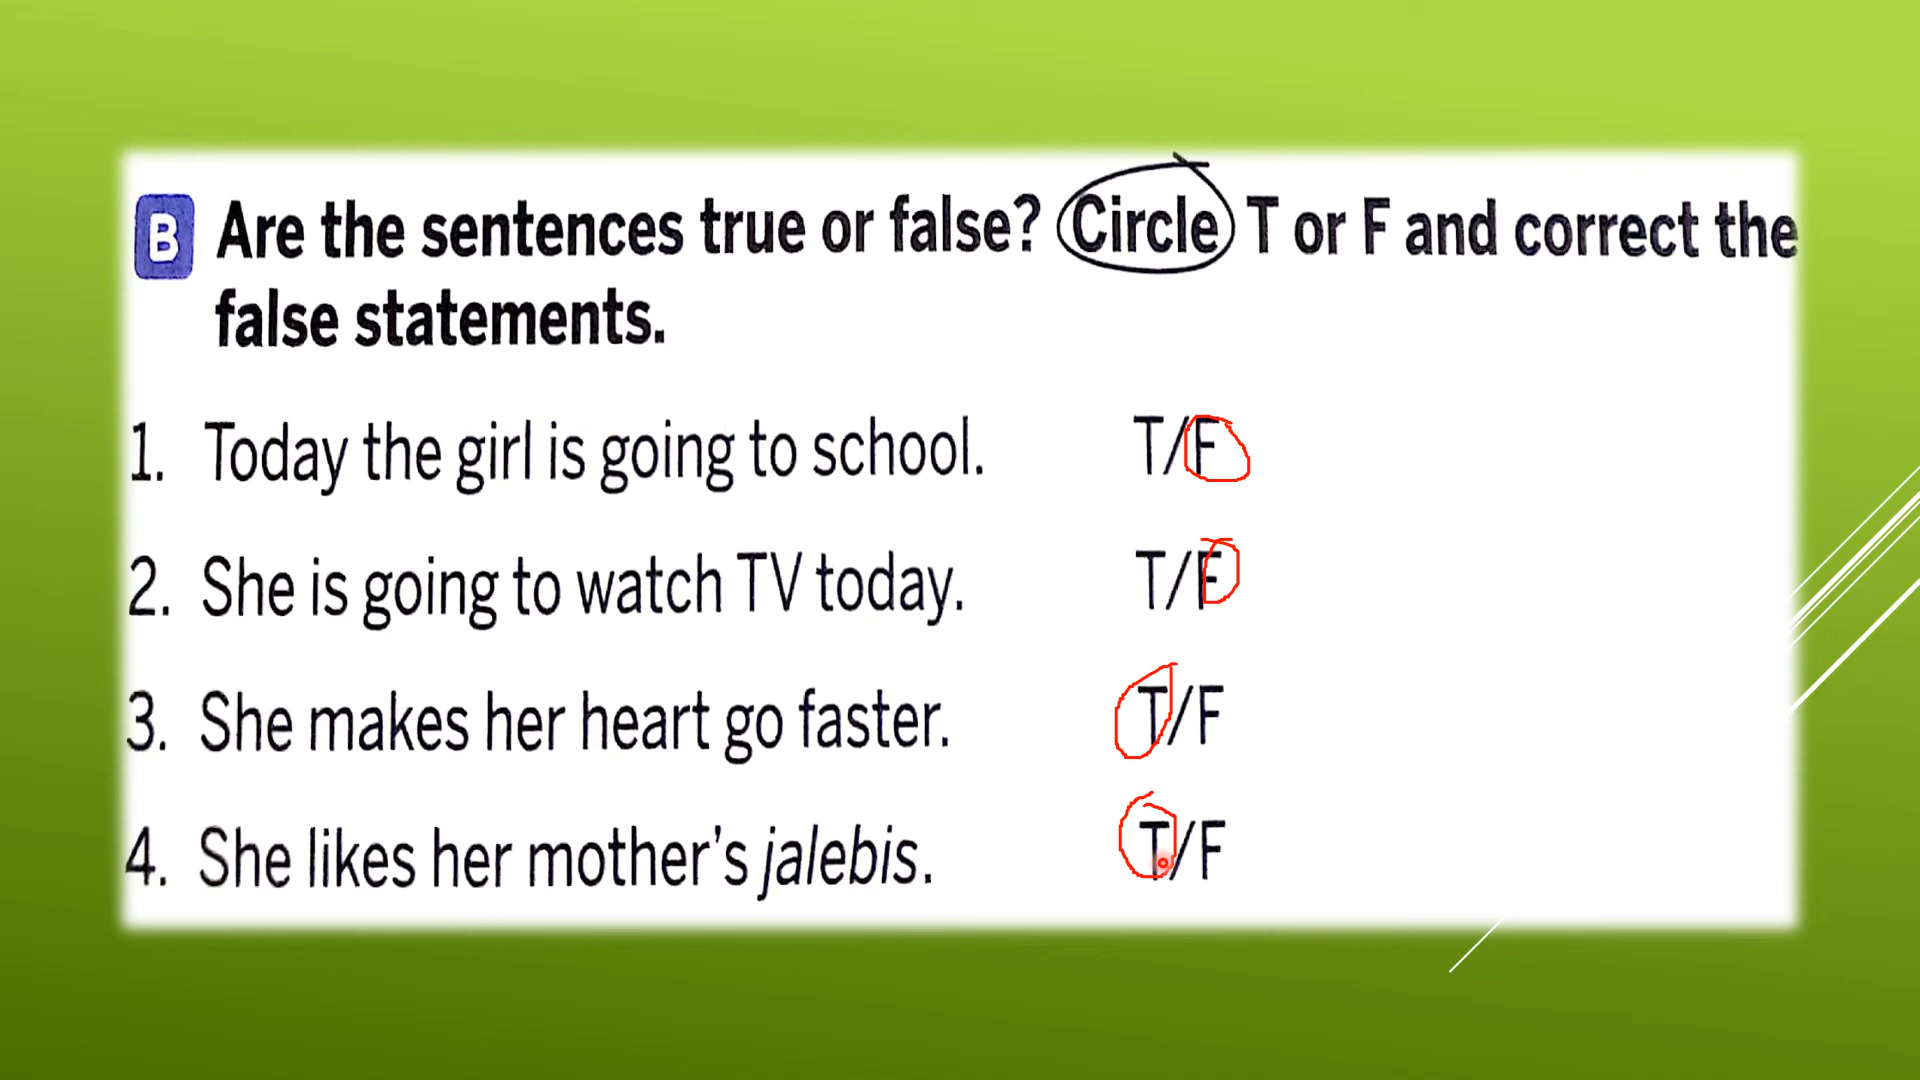 B Are the sentences true or false? Circle T or F and correct the
false statements.
1. Today the girl is going to school. T/F
2. She is going to watch TV today. T/F
3. She makes her heart go faster. T/F
4. She likes her mother's jalebis. T/F